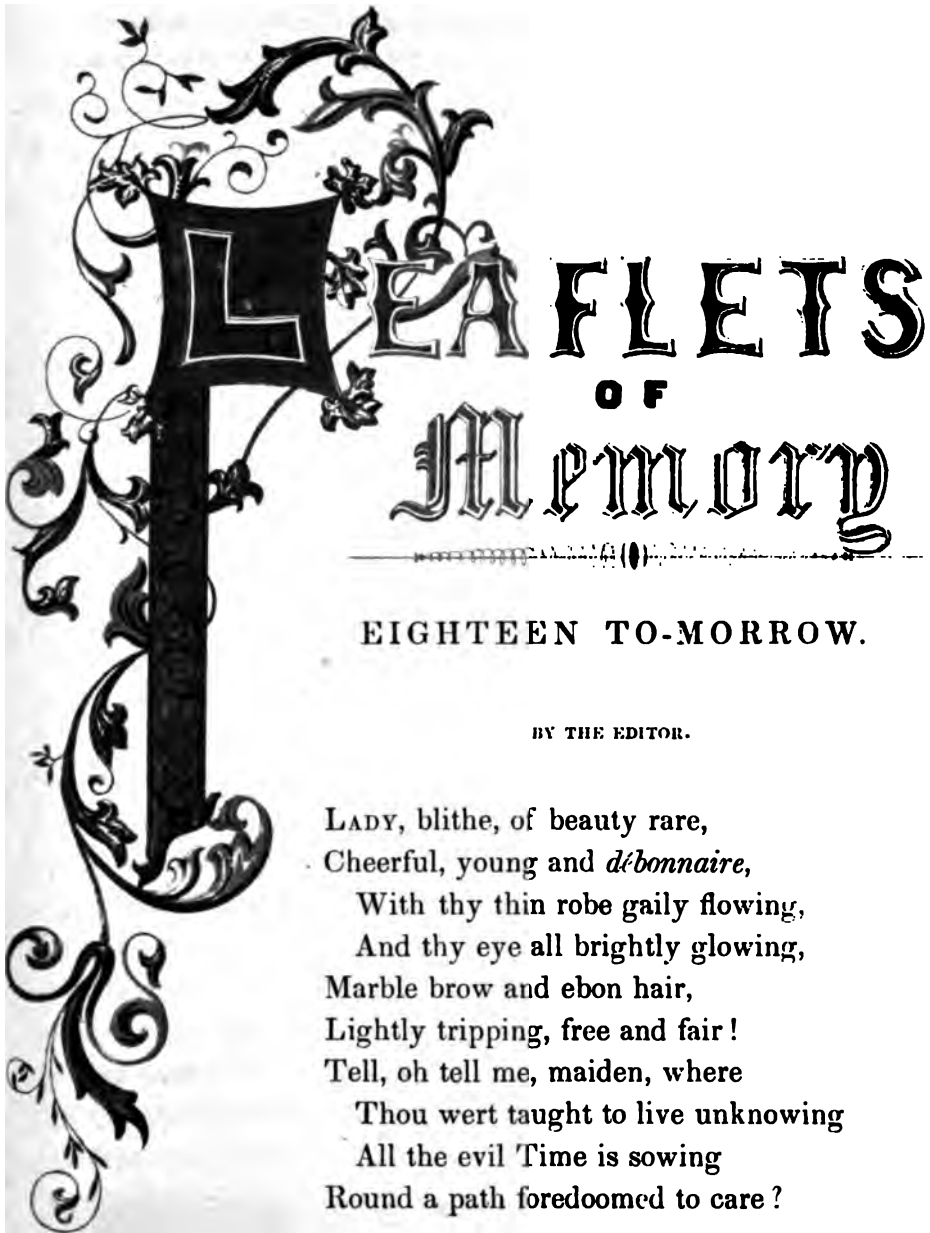 LEAFLETS
OF
Memory
EIGHTEEN TO-MORROW.
BY THE EDITOR.
LADY, blithe, of beauty rare,
Cheerful, young and débonnaire,
With thy thin robe gaily flowing,
And thy eye all brightly glowing,
Marble brow and ebon hair,
Lightly tripping, free and fair!
Tell, oh tell me, maiden, where
Thou wert taught to live unknowing
All the evil Time is sowing
Round a path foredoomed to care?